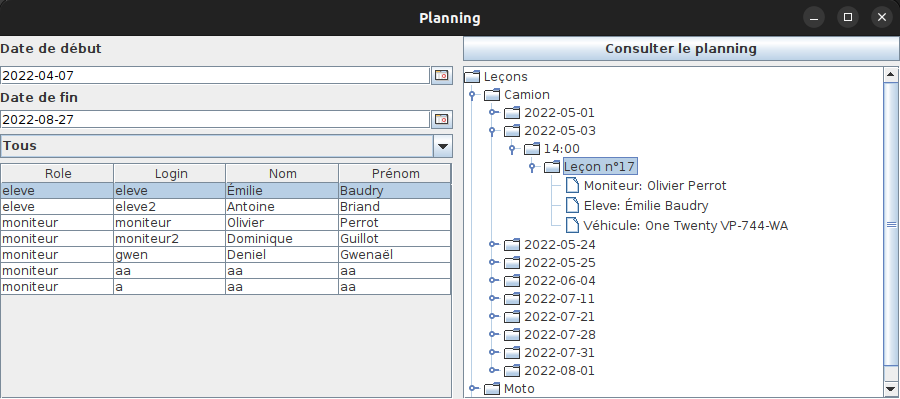 Planning
Date de début
2022-04-07
Date de fin
2022-08-27
Tous
Role Login Nom Prénom
eleve eleve Émilie Baudry
eleve eleve2 Antoine Briand
moniteur moniteur Olivier Perrot
moniteur moniteur2 Dominique Guillot
moniteur gwen Deniel Gwenaël
moniteur aa aa aa
moniteur a aa aa
Consulter le planning
Leçons
Camion
2022-05-01
2022-05-03
14:00
Leçon n°17
Moniteur: Olivier Perrot
Eleve: Émilie Baudry
Véhicule: One Twenty VP-744-WA
2022-05-24
2022-05-25
2022-06-04
2022-07-11
2022-07-21
2022-07-28
2022-07-31
2022-08-01
Moto